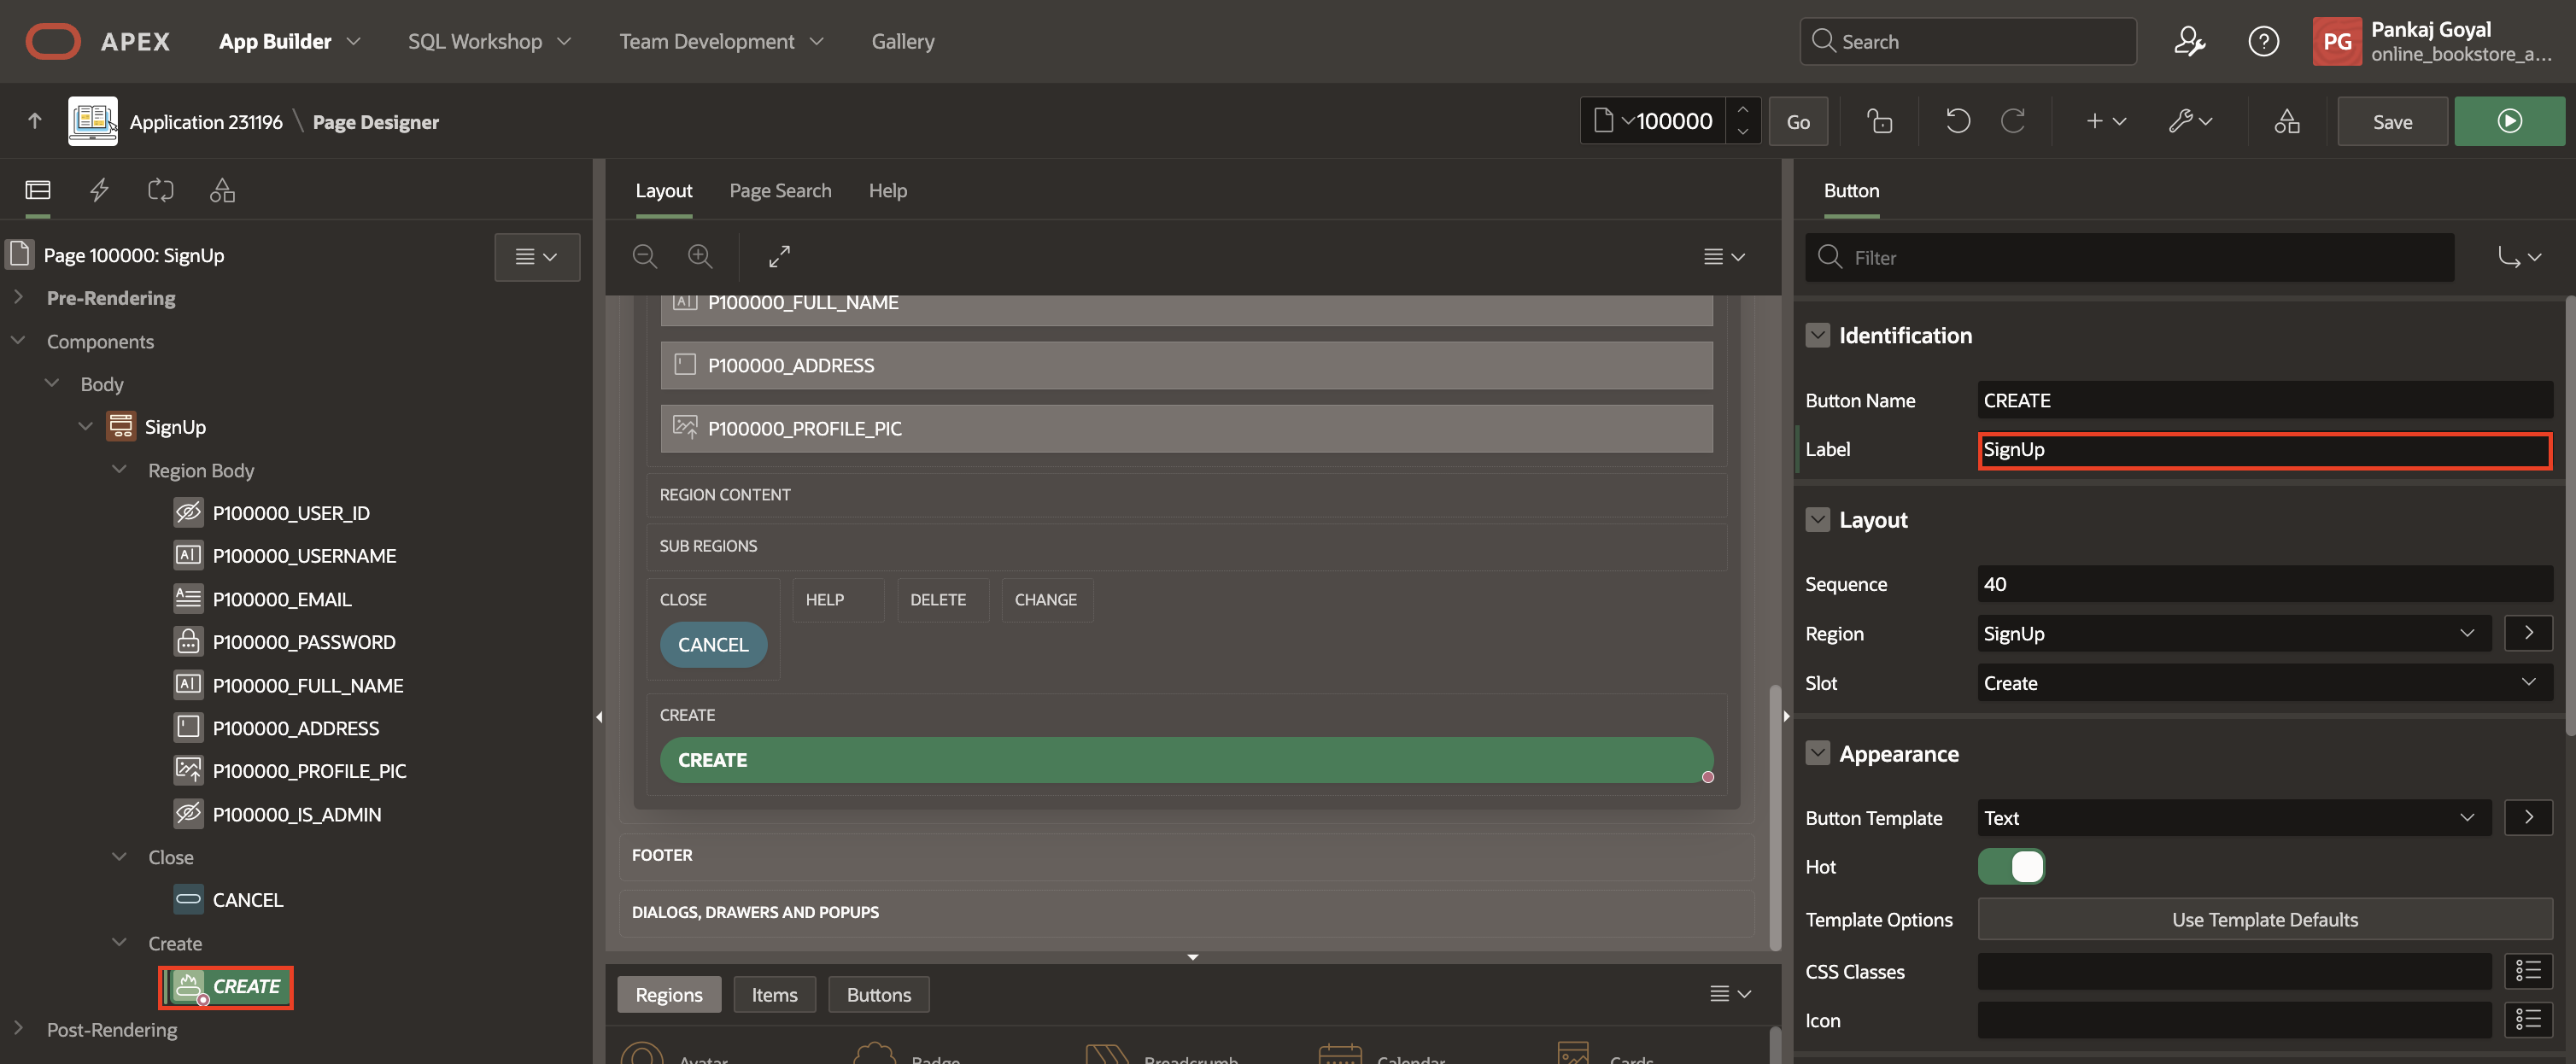 APEX App Builder SQL Workshop Team Development Gallery Search PG Pankaj Goyal
online_bookstore_a...
Application 231196 \ Page Designer 100000 Go Save
Layout Page Search Help
Button
Page 100000: SignUp
Filter
Pre-Rendering
Components
Body
SignUp
Region Body
P100000_USER_ID
P100000_USERNAME
P100000_EMAIL
P100000_PASSWORD
P100000_FULL_NAME
P100000_ADDRESS
P100000_PROFILE_PIC
P100000_IS_ADMIN
Close
CANCEL
Create
CREATE
Post-Rendering
P100000_FULL_NAME
P100000_ADDRESS
P100000_PROFILE_PIC
REGION CONTENT
SUB REGIONS
CLOSE HELP DELETE CHANGE
CANCEL
CREATE
CREATE
FOOTER
DIALOGS, DRAWERS AND POPUPS
Regions Items Buttons
Avatar Badge Breadcrumb Calendar Cards
Identification
Button Name CREATE
Label SignUp
Layout
Sequence 40
Region SignUp
Slot Create
Appearance
Button Template Text
Hot
Template Options Use Template Defaults
CSS Classes
Icon